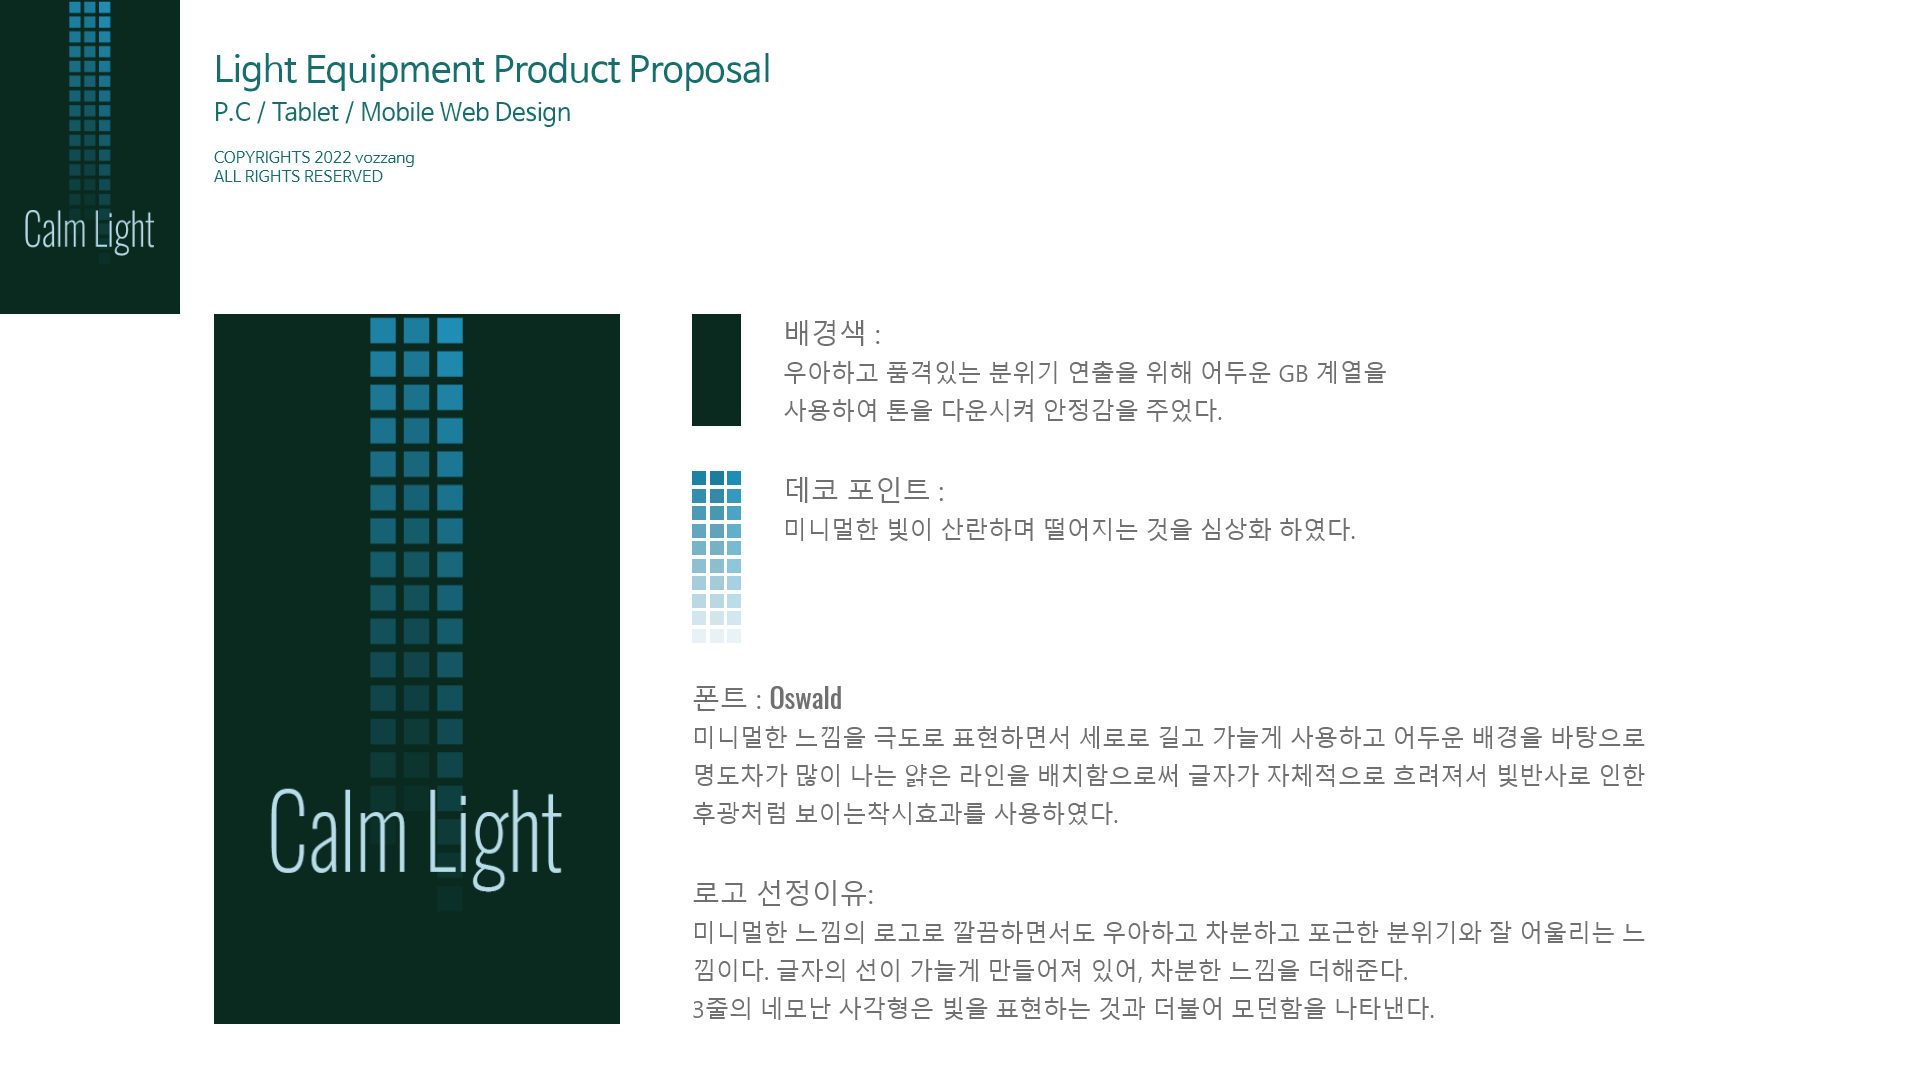 Calm Light
Light Equipment Product Proposal
P.C / Tablet / Mobile Web Design
COPYRIGHTS 2022 vozzang
ALL RIGHTS RESERVED
Calm Light
배경색 :
우아하고 품격있는 분위기 연출을 위해 어두운 GB 계열을
사용하여 톤을 다운시켜 안정감을 주었다.
데코 포인트 :
미니멀한 빛이 산란하며 떨어지는 것을 심상화 하였다.
폰트 : Oswald
미니멀한 느낌을 극도로 표현하면서 세로로 길고 가늘게 사용하고 어두운 배경을 바탕으로
명도차가 많이 나는 얇은 라인을 배치함으로써 글자가 자체적으로 흐려져서 빛반사로 인한
후광처럼 보이는착시효과를 사용하였다.
로고 선정이유:
미니멀한 느낌의 로고로 깔끔하면서도 우아하고 차분하고 포근한 분위기와 잘 어울리는 느
낌이다. 글자의 선이 가늘게 만들어져 있어, 차분한 느낌을 더해준다.
3줄의 네모난 사각형은 빛을 표현하는 것과 더불어 모던함을 나타낸다.